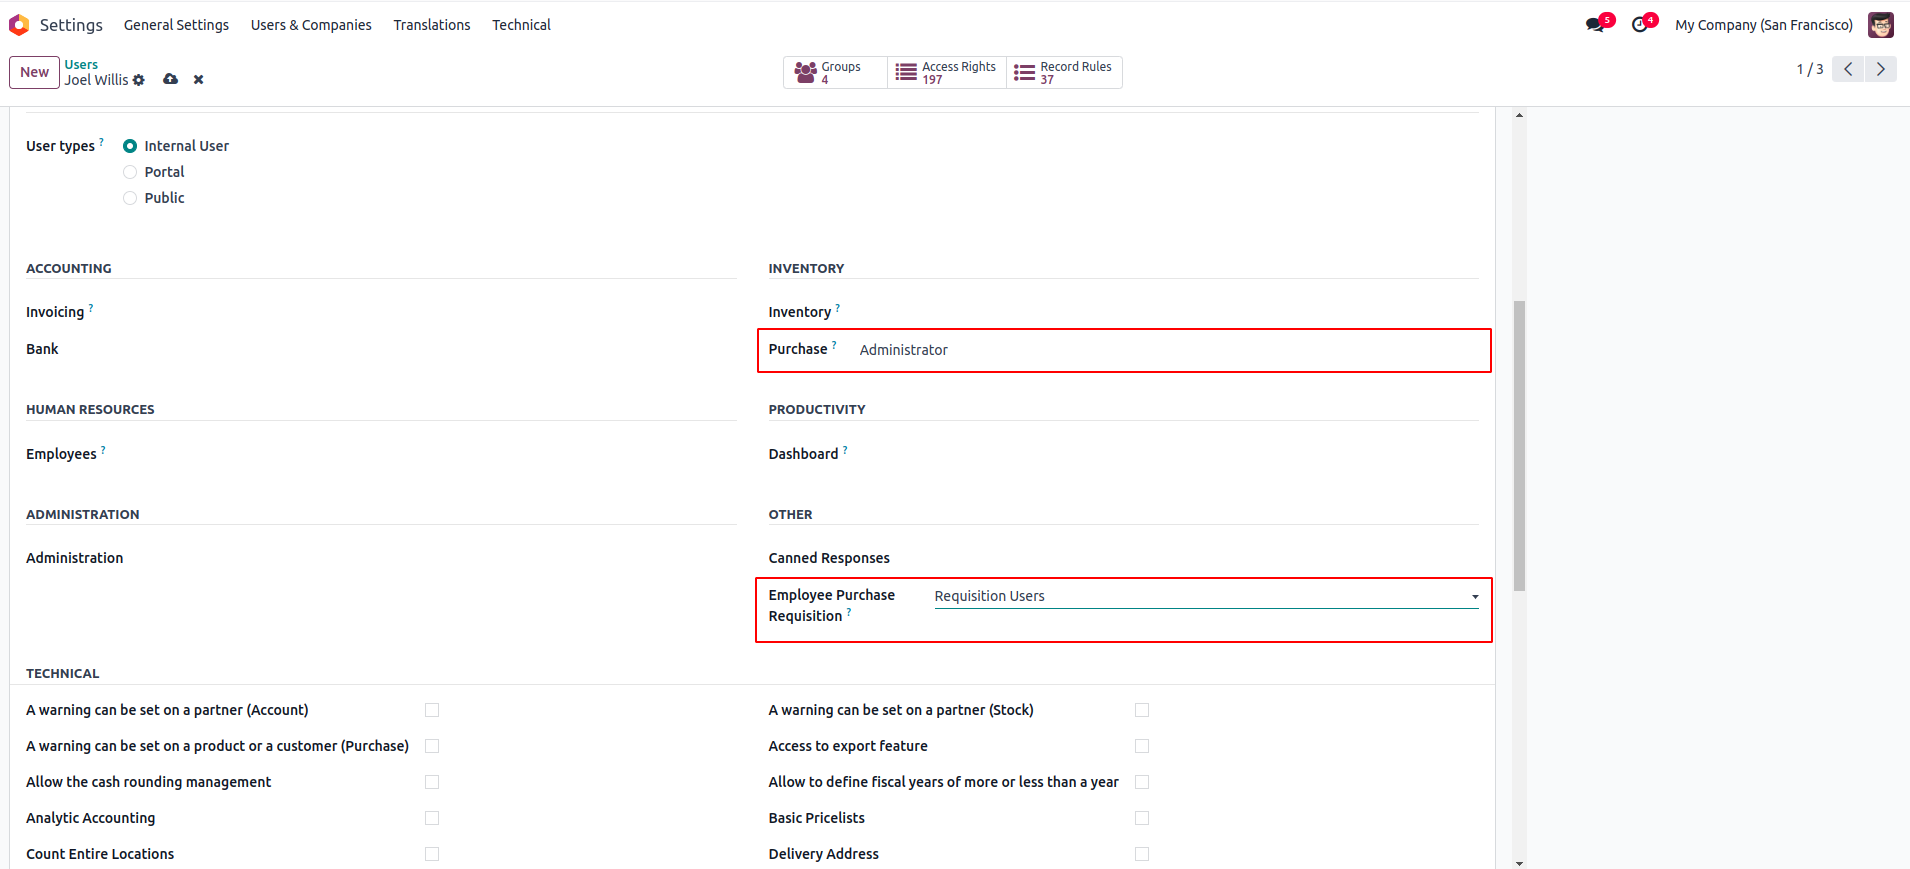 Settings General Settings Users & Companies Translations Technical 5 4 My Company (San Francisco)
New Users Joel Willis Groups 4 Access Rights 197 Record Rules 37 1 / 3
User types ? Internal User
Portal
Public
ACCOUNTING INVENTORY
Invoicing ? Inventory ?
Bank Purchase ? Administrator
HUMAN RESOURCES PRODUCTIVITY
Employees ? Dashboard ?
ADMINISTRATION OTHER
Administration Canned Responses
Employee Purchase Requisition Users
Requisition ?
TECHNICAL
A warning can be set on a partner (Account) A warning can be set on a partner (Stock)
A warning can be set on a product or a customer (Purchase) Access to export feature
Allow the cash rounding management Allow to define fiscal years of more or less than a year
Analytic Accounting Basic Pricelists
Count Entire Locations Delivery Address